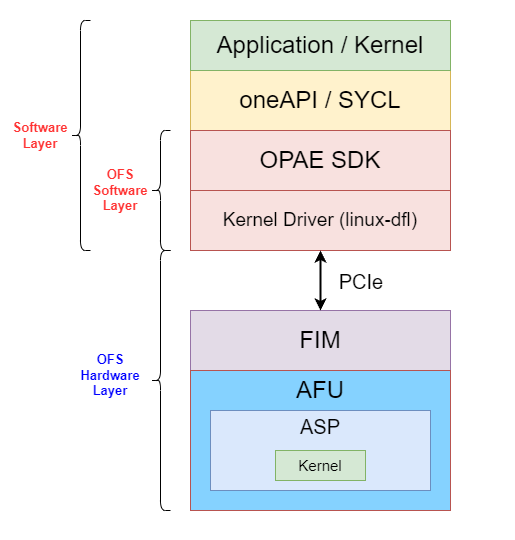 Application / Kernel
oneAPI / SYCL
Software
Layer
OPAE SDK
OFS
Software
Layer
Kernel Driver (linux-dfl)
PCIe
FIM
OFS
Hardware
Layer
AFU
ASP
Kernel